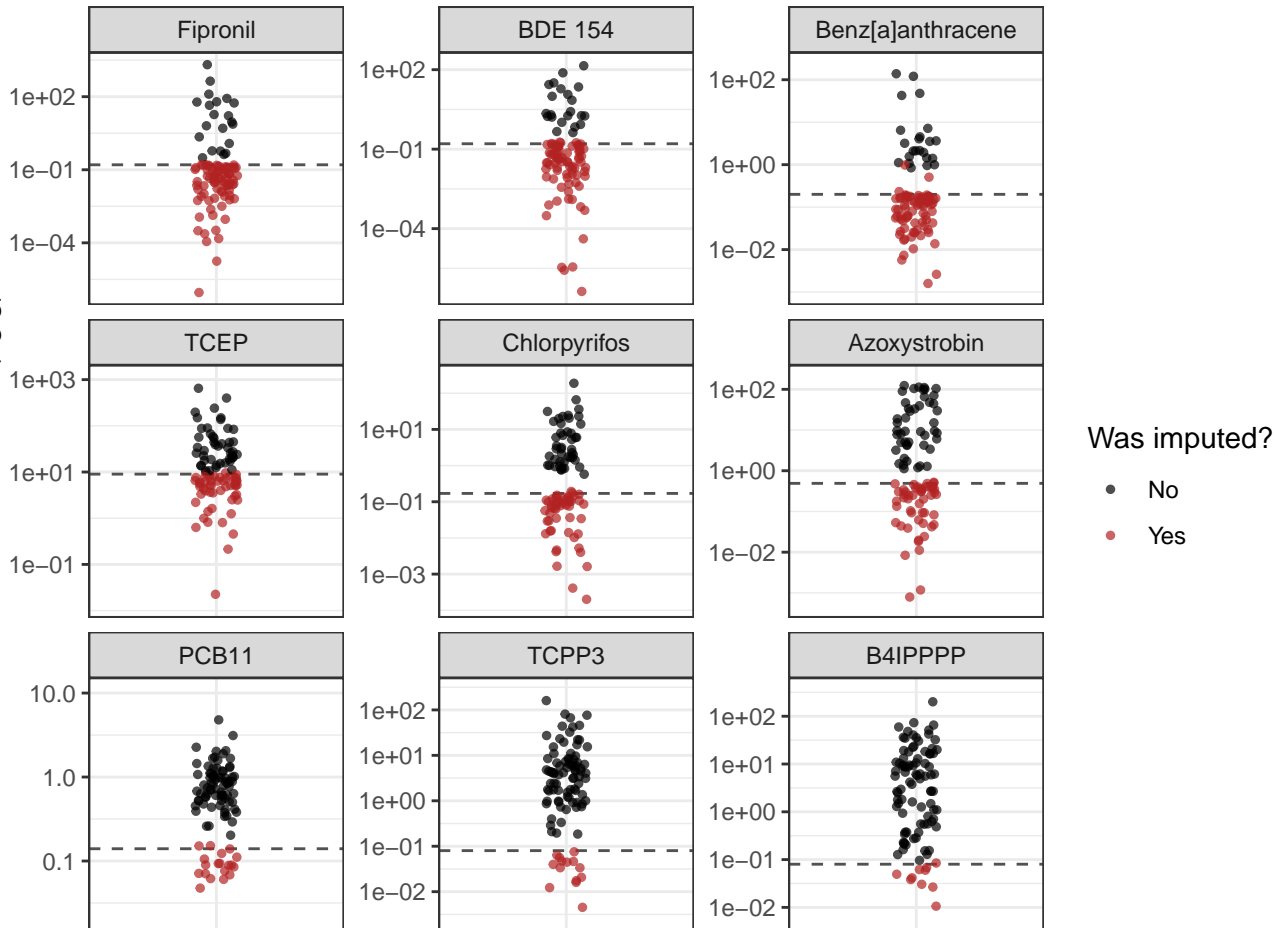 Fipronil
BDE 154
Benz[a]anthracene
1e+02
1e−01
1e−04
1e+02
1e−01
1e−04
1e+02
1e+00
1e−02
TCEP
Chlorpyrifos
Azoxystrobin
1e+03
1e+01
1e−01
1e+01
1e−01
1e−03
1e+02
1e+00
1e−02
PCB11
TCPP3
B4IPPPP
10.0
1.0
0.1
1e+02
1e+01
1e+00
1e−01
1e−02
1e+02
1e+01
1e+00
1e−01
1e−02
Was imputed?
No
Yes